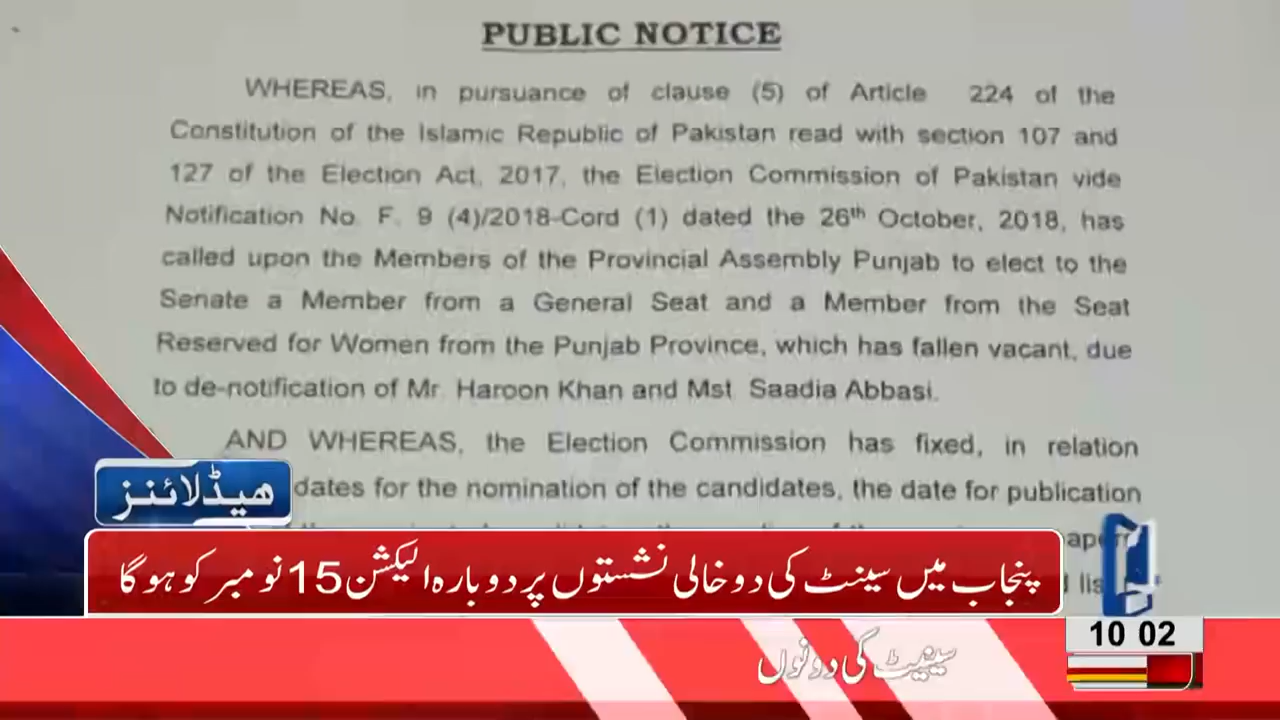 PUBLIC NOTICE
WHEREAS, in pursuance of clause (5) of Article 224 of the
Constitution of the Islamic Republic of Pakistan read with section 107 and
127 of the Election Act, 2017, the Election Commission of Pakistan vide
Notification No. F. 9 (4)/2018-Cord (1) dated the 26th October, 2018, has
called upon the Members of the Provincial Assembly Punjab to elect to the
Senate a Member from a General Seat and a Member from the Seat
Reserved for Women from the Punjab Province, which has fallen vacant, due
to de-notification of Mr. Haroon Khan and Mst. Saadia Abbasi.
AND WHEREAS, the Election Commission has fixed, in relation
dates for the nomination of the candidates, the date for publication
ھیڈلائنز
پنجاب میں سینٹ کی دو خالی نشستوں پر دوبارہ الیکشن 15 نومبر کو ہو گا
10 02
سینیٹ کی دونوں